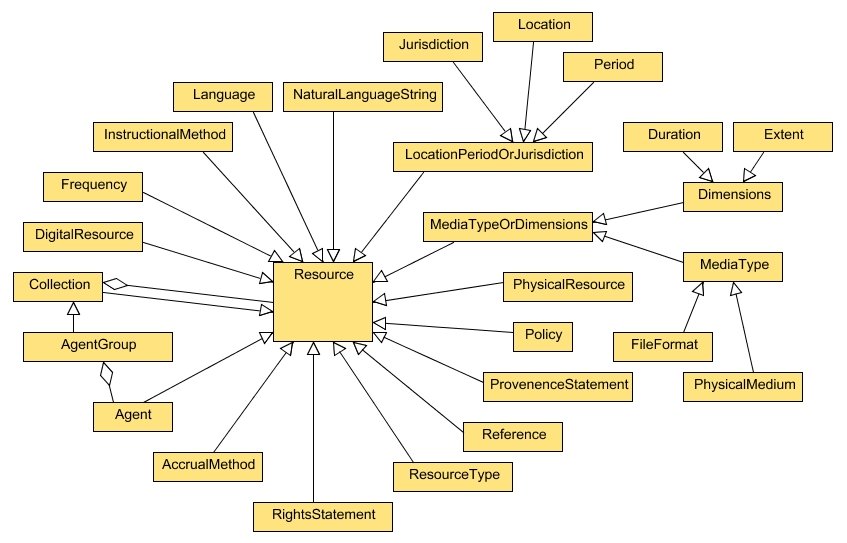 Location
Jurisdiction
Period
Language
NaturalLanguageString
InstructionalMethod
Duration
Extent
LocationPeriodOrJurisdiction
Frequency
Dimensions
MediaTypeOrDimensions
DigitalResource
MediaType
Resource
Collection
PhysicalResource
Policy
AgentGroup
FileFormat
ProvenenceStatement
PhysicalMedium
Agent
Reference
AccrualMethod
ResourceType
RightsStatement